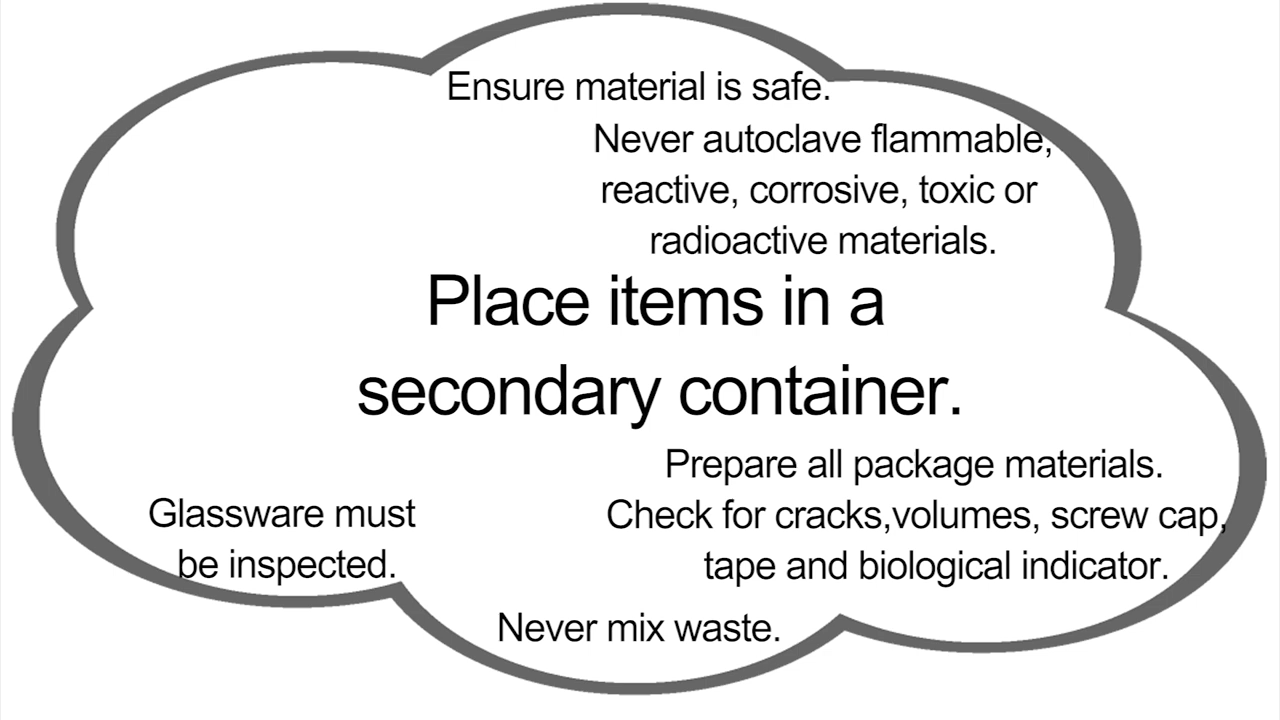 Ensure material is safe.
Never autoclave flammable,
reactive, corrosive, toxic or
radioactive materials.
Place items in a
secondary container.
Prepare all package materials.
Check for cracks,volumes, screw cap,
tape and biological indicator.
Glassware must
be inspected.
Never mix waste.